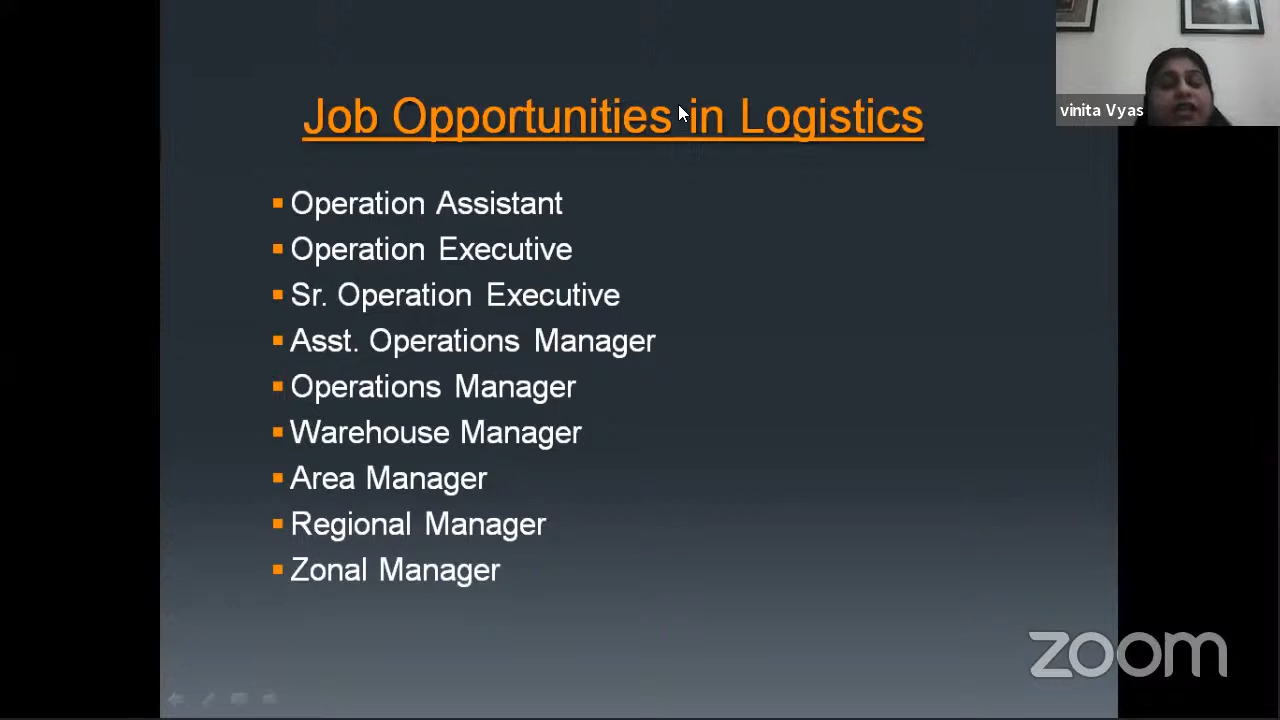 Job Opportunities in Logistics
vinita Vyas
Operation Assistant
Operation Executive
Sr. Operation Executive
Asst. Operations Manager
Operations Manager
Warehouse Manager
Area Manager
Regional Manager
Zonal Manager
zoom